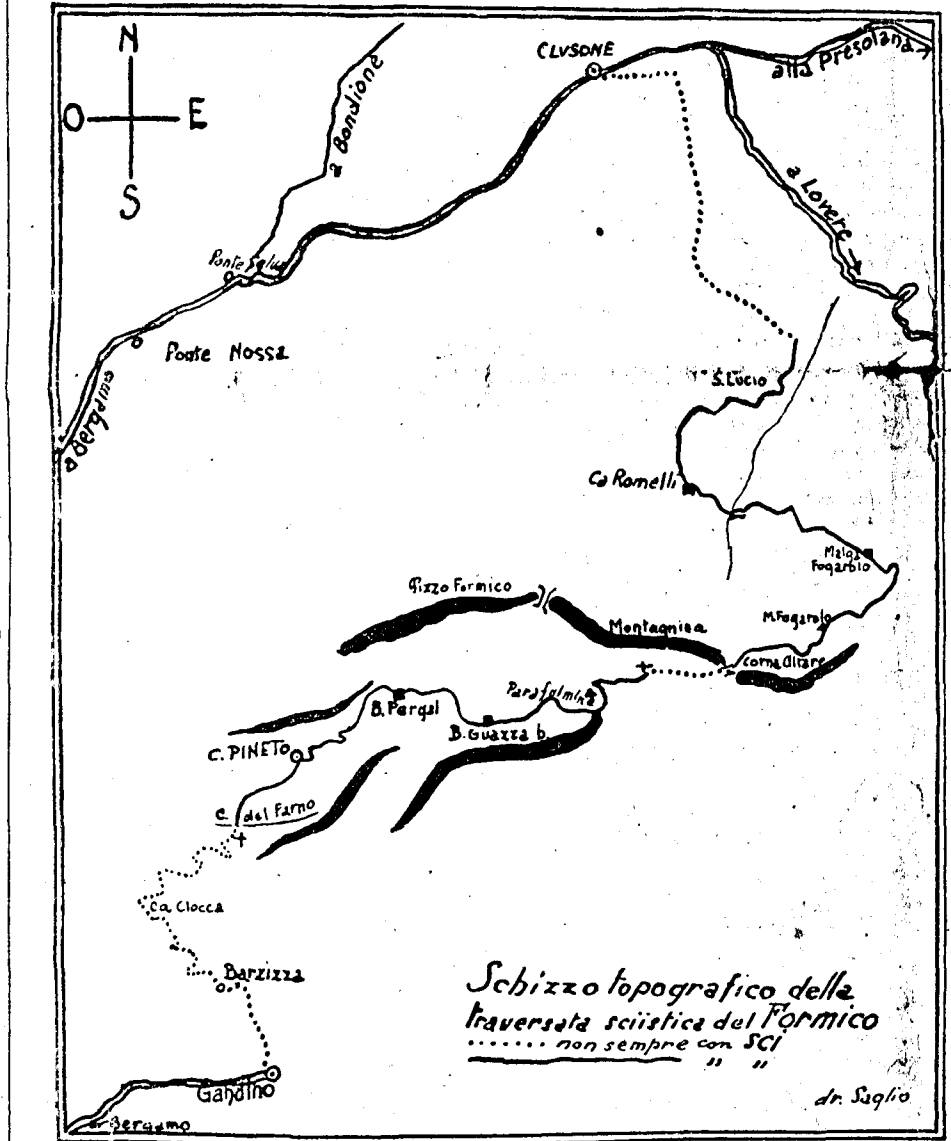 N
O E
S
CLUSONE
alla Presolana
a Bondione
a Lovere
Ponte Selva
Ponte Nossa
a Bergamo
S. Lucio
Ca Romelli
Malga
Fogarolo
Pizzo Formico
Montagnina
M. Fogarolo
Corna Altare
Parafulmine
B. Pergal
B. Guazza b.
C. PINETO
C. del Farno
Ca Clocca
Barzizza
Schizzo topografico della
traversata sciistica del Formico
....... non sempre con SCI
" "
Gandino
dr. Saglio
a Bergamo